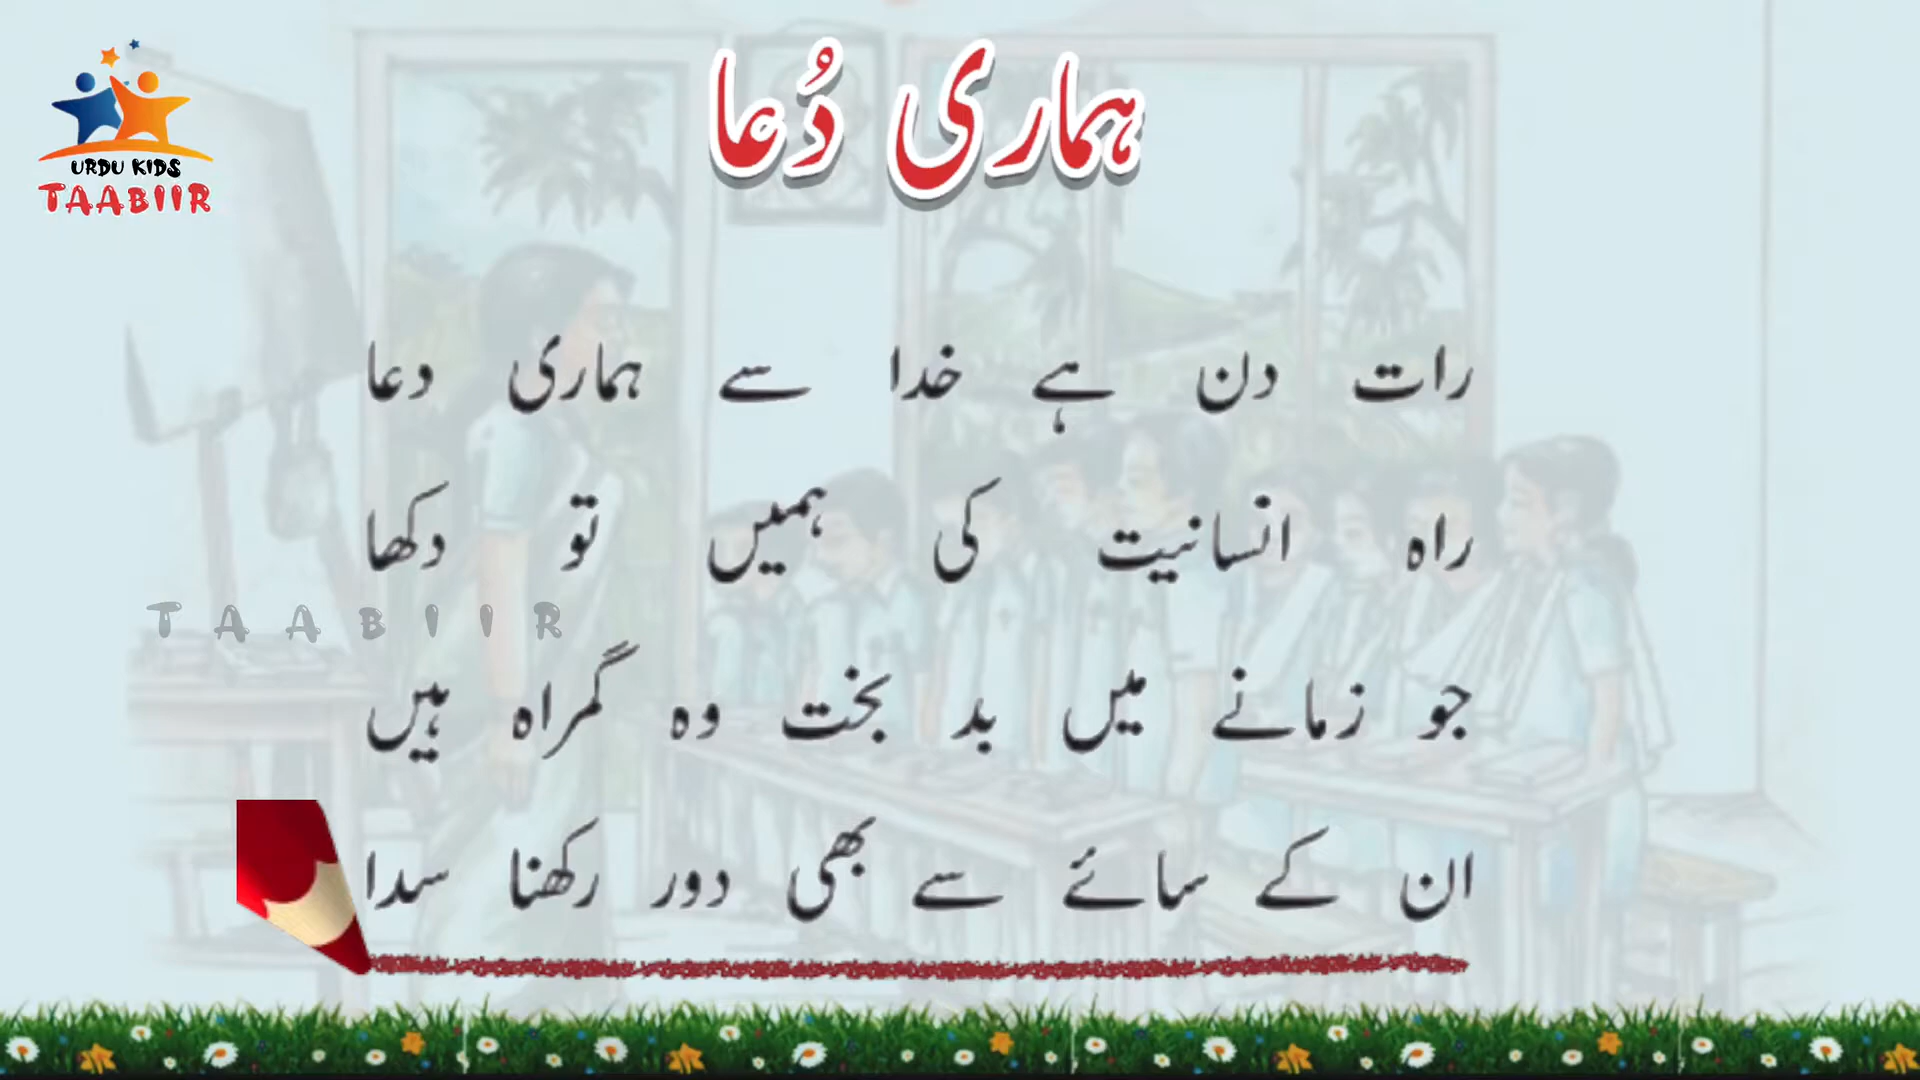 ہماری دُعا
URDU KIDS
TAABIIR
رات دن ہے خدا سے ہماری دعا
راہ انسانیت کی ہمیں تو دکھا
TAABIIR
جو زمانے میں بد بخت وہ گمراہ ہیں
ان کے سائے سے بھی دور رکھنا سدا